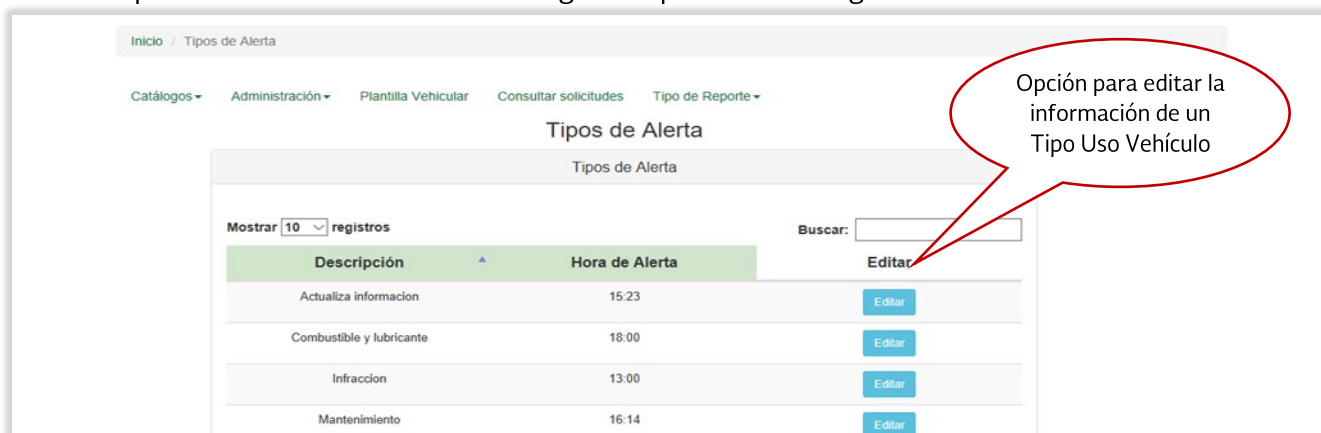 Inicio / Tipos de Alerta
Opción para editar la
información de un
Tipo Uso Vehículo
Catálogos Administración Plantilla Vehicular Consultar solicitudes Tipo de Reporte
Tipos de Alerta
Tipos de Alerta
Mostrar 10 registros Buscar:
Descripción Hora de Alerta Editar
Actualiza informacion 15:23 Editar
Combustible y lubricante 18:00 Editar
Infraccion 13:00 Editar
Mantenimiento 16:14 Editar